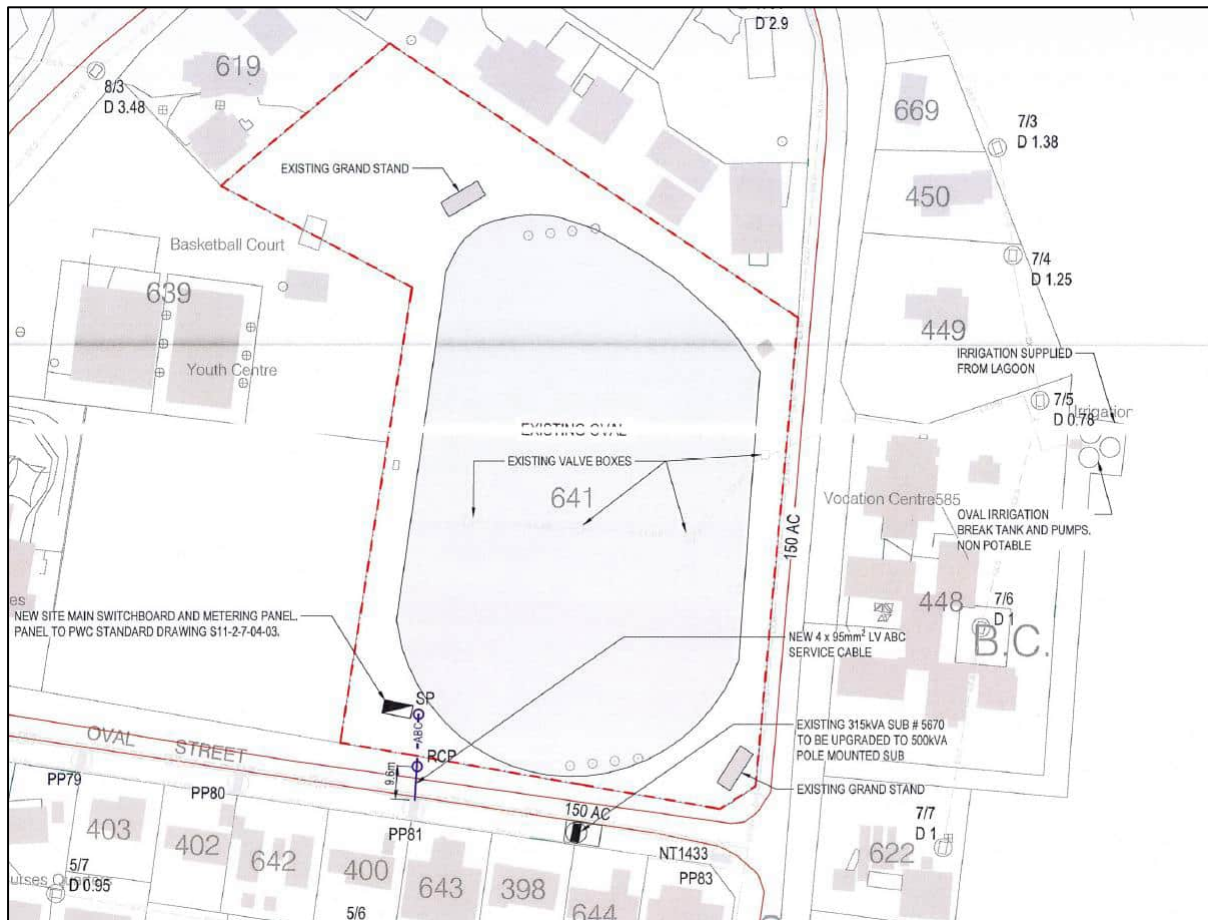 D 2.9
619
8/3
D 3.48
669
7/3
D 1.38
EXISTING GRAND STAND
450
Basketball Court
7/4
D 1.25
639
449
IRRIGATION SUPPLIED
FROM LAGOON
Youth Centre
7/5
D 0.78
Irrigation
EXISTING OVAL
EXISTING VALVE BOXES
641
Vocation Centre585
150 AC
OVAL IRRIGATION
BREAK TANK AND PUMPS.
NON POTABLE
448
7/6
D 1
B.C.
NEW SITE MAIN SWITCHBOARD AND METERING PANEL.
PANEL TO PWC STANDARD DRAWING S11-2-7-04-03.
NEW 4 x 95mm² LV ABC
SERVICE CABLE
SP
ABC
RCP
9.6m
OVAL STREET
EXISTING 315kVA SUB # 5670
TO BE UPGRADED TO 500kVA
POLE MOUNTED SUB
EXISTING GRAND STAND
PP79
PP80
PP81
150 AC
NT1433
PP83
7/7
D 1
403
402
642
400
643
398
644
622
5/7
D 0.95
5/6